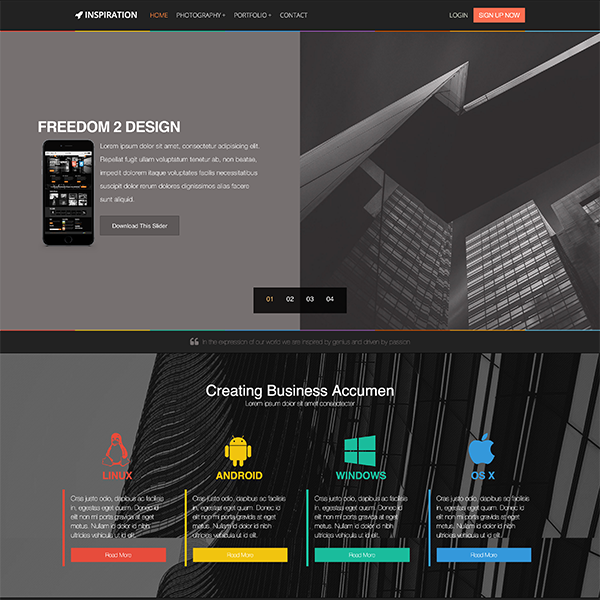 INSPIRATION HOME PHOTOGRAPHY + PORTFOLIO + CONTACT LOGIN SIGN UP NOW
FREEDOM 2 DESIGN
Lorem ipsum dolor sit amet, consectetur adipisicing elit.
Repellat fugit ullam voluptatum tenetur ab, non beatae,
impedit dolorem itaque voluptates facilis necessitatibus
suscipit dolor rerum dolores dignissimos alias facere
sunt aliquid.
Download This Slider
01 02 03 04
In the expression of our world we are inspired by genius and driven by passion
Creating Business Accumen
Lorem ipsum dolor sit amet consectecter
LINUX
Cras justo odio, dapibus ac facilisis
in, egestas eget quam. Donec id
elit non mi porta gravida at eget
metus. Nullam id dolor id nibh
ultricies vehicula ut id elit.
Read More
ANDROID
Cras justo odio, dapibus ac facilisis
in, egestas eget quam. Donec id
elit non mi porta gravida at eget
metus. Nullam id dolor id nibh
ultricies vehicula ut id elit.
Read More
WINDOWS
Cras justo odio, dapibus ac facilisis
in, egestas eget quam. Donec id
elit non mi porta gravida at eget
metus. Nullam id dolor id nibh
ultricies vehicula ut id elit.
Read More
OS X
Cras justo odio, dapibus ac facilisis
in, egestas eget quam. Donec id
elit non mi porta gravida at eget
metus. Nullam id dolor id nibh
ultricies vehicula ut id elit.
Read More